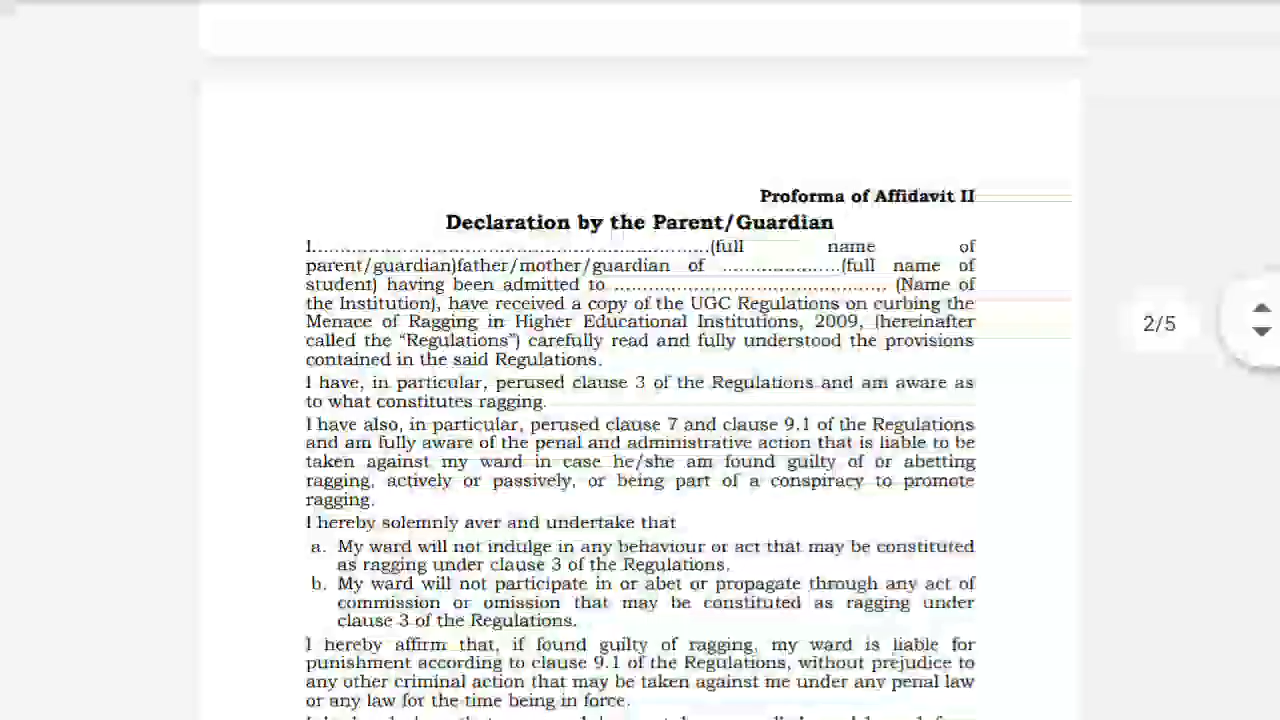 Proforma of Affidavit II
Declaration by the Parent/Guardian
I....................................................................(full name of
parent/guardian)father/mother/guardian of ....................(full name of
student) having been admitted to .............................................. (Name of
the Institution), have received a copy of the UGC Regulations on curbing the
Menace of Ragging in Higher Educational Institutions, 2009, (hereinafter
called the “Regulations”) carefully read and fully understood the provisions
contained in the said Regulations.
I have, in particular, perused clause 3 of the Regulations and am aware as
to what constitutes ragging.
I have also, in particular, perused clause 7 and clause 9.1 of the Regulations
and am fully aware of the penal and administrative action that is liable to be
taken against my ward in case he/she am found guilty of or abetting
ragging, actively or passively, or being part of a conspiracy to promote
ragging.
I hereby solemnly aver and undertake that
a. My ward will not indulge in any behaviour or act that may be constituted
as ragging under clause 3 of the Regulations.
b. My ward will not participate in or abet or propagate through any act of
commission or omission that may be constituted as ragging under
clause 3 of the Regulations.
I hereby affirm that, if found guilty of ragging, my ward is liable for
punishment according to clause 9.1 of the Regulations, without prejudice to
any other criminal action that may be taken against me under any penal law
or any law for the time being in force.
2/5